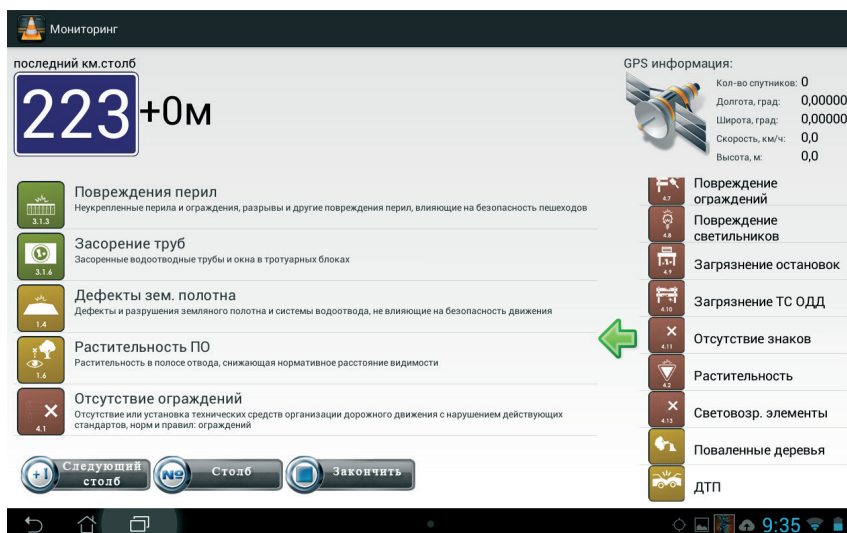 Мониторинг
последний км.столб
223 +0м
GPS информация:
Кол-во спутников: 0
Долгота, град: 0,00000
Широта, град: 0,00000
Скорость, км/ч: 0,0
Высота, м: 0,0
3.1.3
Повреждения перил
Неукрепленные перила и ограждения, разрывы и другие повреждения перил, влияющие на безопасность пешеходов
3.1.6
Засорение труб
Засоренные водоотводные трубы и окна в тротуарных блоках
1.4
Дефекты зем. полотна
Дефекты и разрушения земляного полотна и системы водоотвода, не влияющие на безопасность движения
1.6
Растительность ПО
Растительность в полосе отвода, снижающая нормативное расстояние видимости
4.1
Отсутствие ограждений
Отсутствие или установка технических средств организации дорожного движения с нарушением действующих
стандартов, норм и правил: ограждений
4.7
Повреждение
ограждений
4.8
Повреждение
светильников
4.9
Загрязнение остановок
4.10
Загрязнение ТС ОДД
4.11
Отсутствие знаков
4.2
Растительность
4.13
Световозр. элементы
Поваленные деревья
ДТП
+1
Следующий
столб
№
Столб
Закончить
9:35